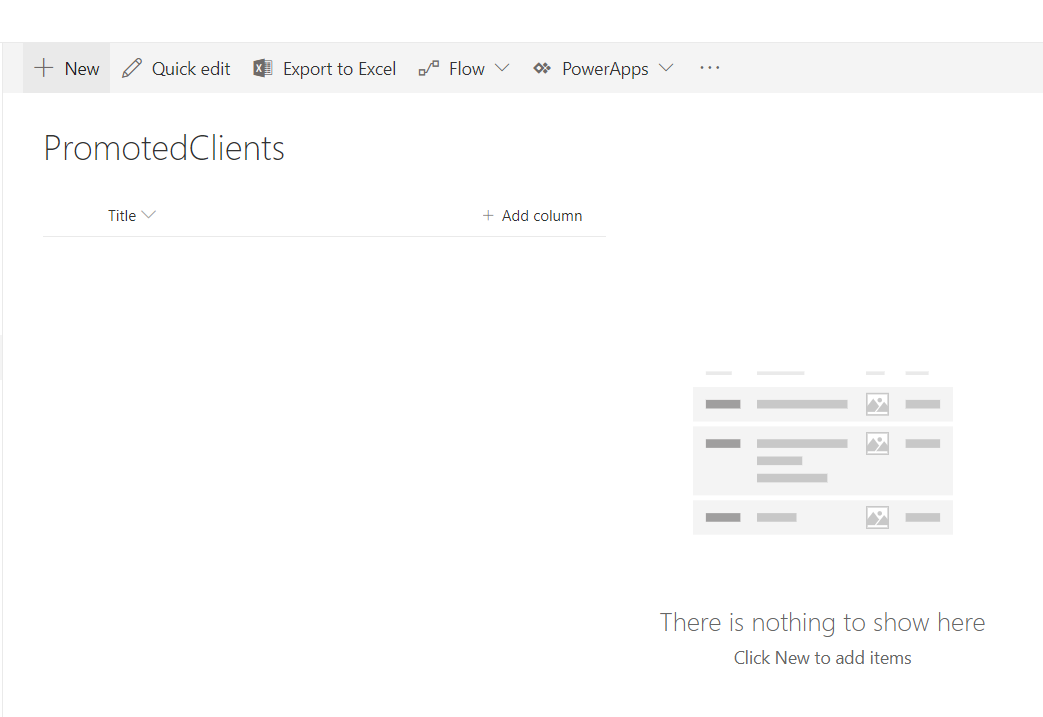 New Quick edit Export to Excel Flow PowerApps ...
PromotedClients
Title + Add column
There is nothing to show here
Click New to add items